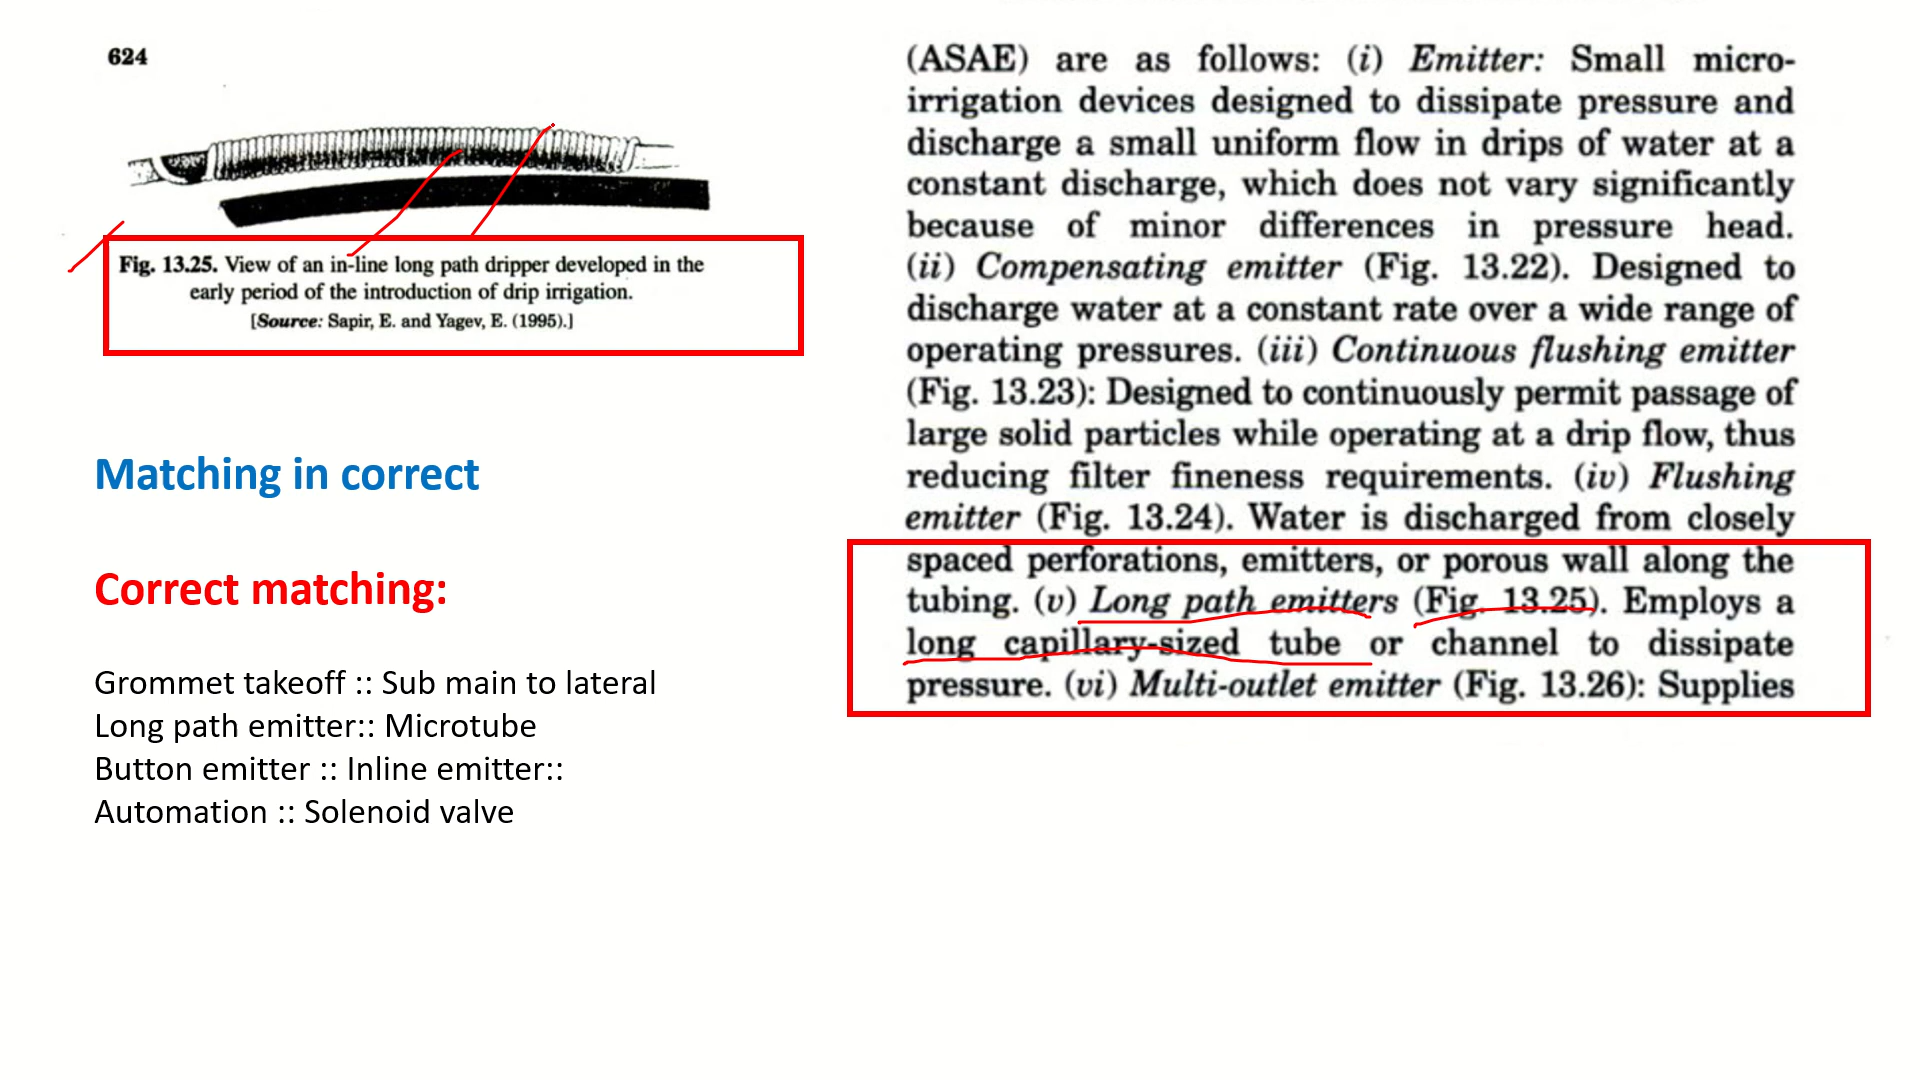 624
Fig. 13.25. View of an in-line long path dripper developed in the
early period of the introduction of drip irrigation.
[Source: Sapir, E. and Yagev, E. (1995).]
Matching in correct
Correct matching:
Grommet takeoff :: Sub main to lateral
Long path emitter:: Microtube
Button emitter :: Inline emitter::
Automation :: Solenoid valve
(ASAE) are as follows: (i) Emitter: Small micro-
irrigation devices designed to dissipate pressure and
discharge a small uniform flow in drips of water at a
constant discharge, which does not vary significantly
because of minor differences in pressure head.
(ii) Compensating emitter (Fig. 13.22). Designed to
discharge water at a constant rate over a wide range of
operating pressures. (iii) Continuous flushing emitter
(Fig. 13.23): Designed to continuously permit passage of
large solid particles while operating at a drip flow, thus
reducing filter fineness requirements. (iv) Flushing
emitter (Fig. 13.24). Water is discharged from closely
spaced perforations, emitters, or porous wall along the
tubing. (v) Long path emitters (Fig. 13.25). Employs a
long capillary-sized tube or channel to dissipate
pressure. (vi) Multi-outlet emitter (Fig. 13.26): Supplies